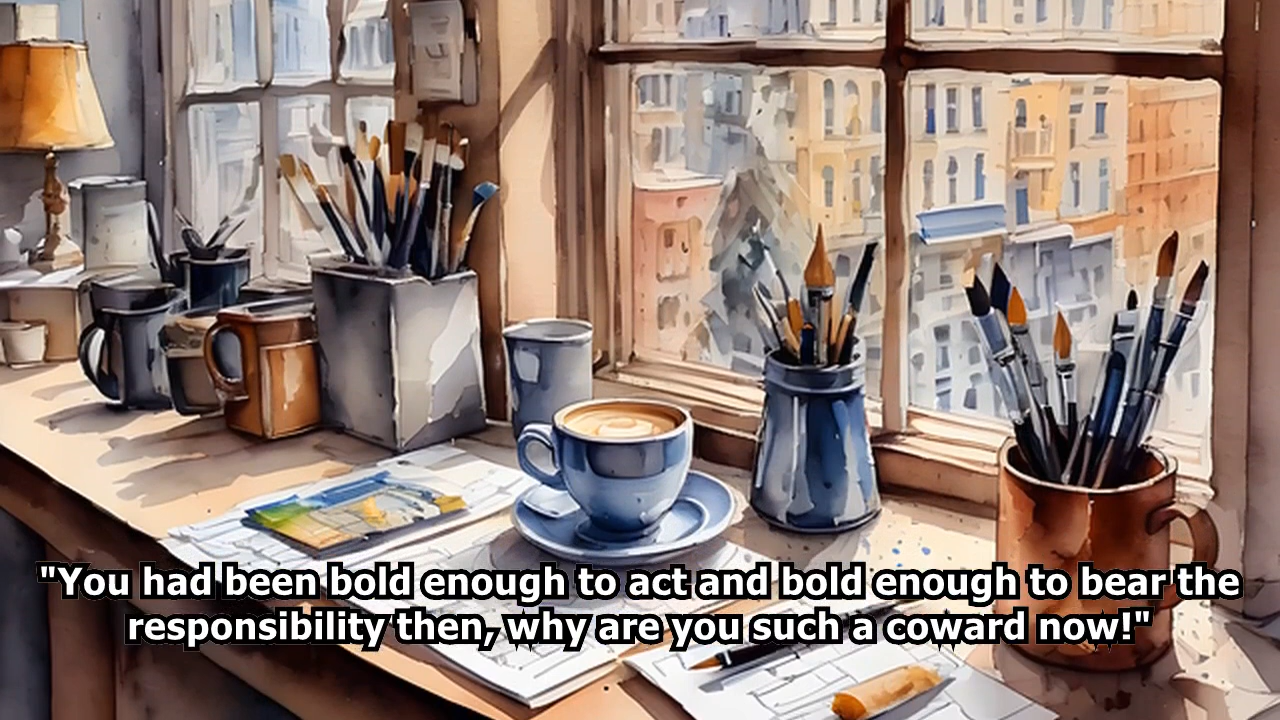 "You had been bold enough to act and bold enough to bear the
responsibility then, why are you such a coward now!"